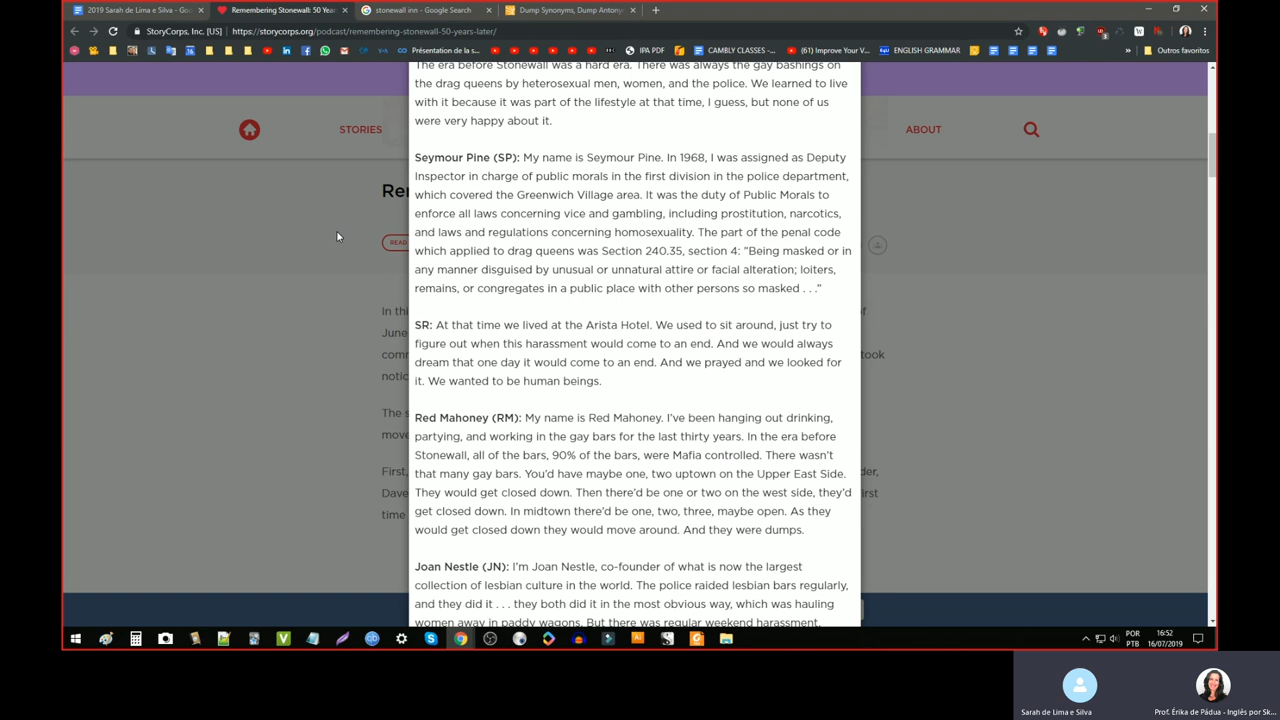 2019 Sarah de Lima e Silva - Goo
Remembering Stonewall: 50 Yea
stonewall inn - Google Search
Dump Synonyms, Dump Antony
StoryCorps, Inc. [US] | https://storycorps.org/podcast/remembering-stonewall-50-years-later/
Présentation de la s...
IPA PDF
CAMBLY CLASSES -...
(61) Improve Your V...
ENGLISH GRAMMAR
»
Outros favoritos
The era before Stonewall was a hard era. There was always the gay bashings on
the drag queens by heterosexual men, women, and the police. We learned to live
with it because it was part of the lifestyle at that time, I guess, but none of us
were very happy about it.
STORIES
ABOUT
Seymour Pine (SP): My name is Seymour Pine. In 1968, I was assigned as Deputy
Inspector in charge of public morals in the first division in the police department,
which covered the Greenwich Village area. It was the duty of Public Morals to
enforce all laws concerning vice and gambling, including prostitution, narcotics,
and laws and regulations concerning homosexuality. The part of the penal code
which applied to drag queens was Section 240.35, section 4: "Being masked or in
any manner disguised by unusual or unnatural attire or facial alteration; loiters,
remains, or congregates in a public place with other persons so masked . . ."
Re
READ
SR: At that time we lived at the Arista Hotel. We used to sit around, just try to
figure out when this harassment would come to an end. And we would always
dream that one day it would come to an end. And we prayed and we looked for
it. We wanted to be human beings.
In thi
of
June
com
took
notic
Red Mahoney (RM): My name is Red Mahoney. I've been hanging out drinking,
partying, and working in the gay bars for the last thirty years. In the era before
Stonewall, all of the bars, 90% of the bars, were Mafia controlled. There wasn't
that many gay bars. You'd have maybe one, two uptown on the Upper East Side.
They would get closed down. Then there'd be one or two on the west side, they'd
get closed down. In midtown there'd be one, two, three, maybe open. As they
would get closed down they would move around. And they were dumps.
The s
move
First,
der,
Dave
first
time
Joan Nestle (JN): I'm Joan Nestle, co-founder of what is now the largest
collection of lesbian culture in the world. The police raided lesbian bars regularly,
and they did it . . . they both did it in the most obvious way, which was hauling
women away in paddy wagons. But there was regular weekend harassment,
POR
PTB
16:52
16/07/2019
Sarah de Lima e Silva
Prof. Érika de Pádua - Inglês por Sk...